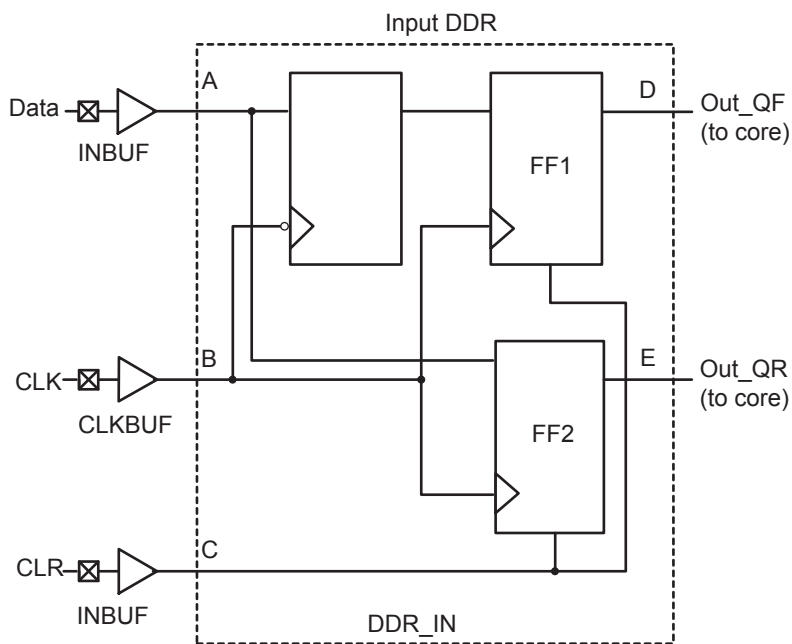 Input DDR
A
D
Data
INBUF
Out_QF
(to core)
FF1
B
E
CLK
CLKBUF
Out_QR
(to core)
FF2
C
CLR
INBUF
DDR_IN